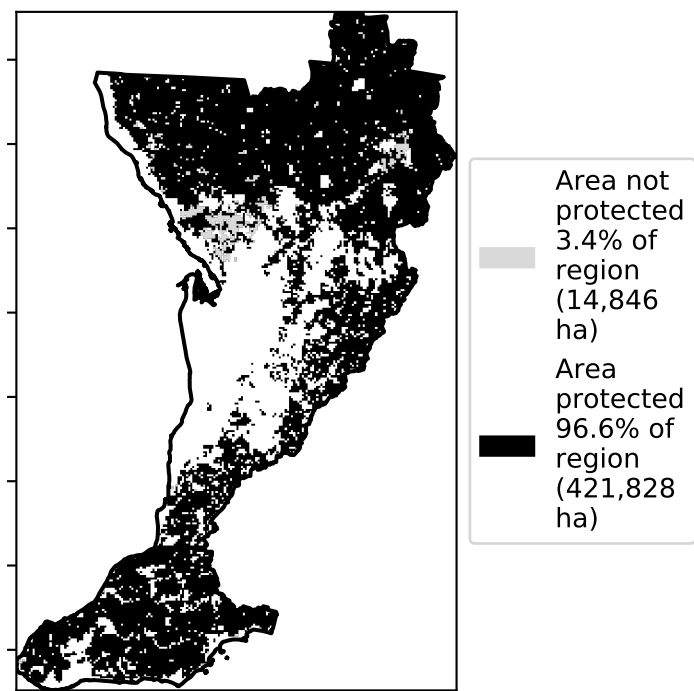 Area not
protected
3.4% of
region
(14,846
ha)
Area
protected
96.6% of
region
(421,828
ha)